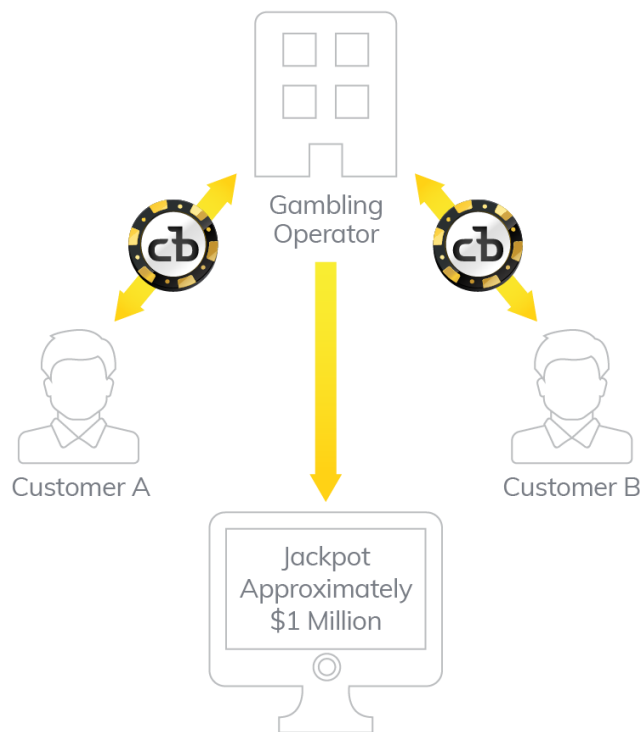 Gambling
Operator
cb
cb
Customer A
Customer B
Jackpot
Approximately
$1 Million